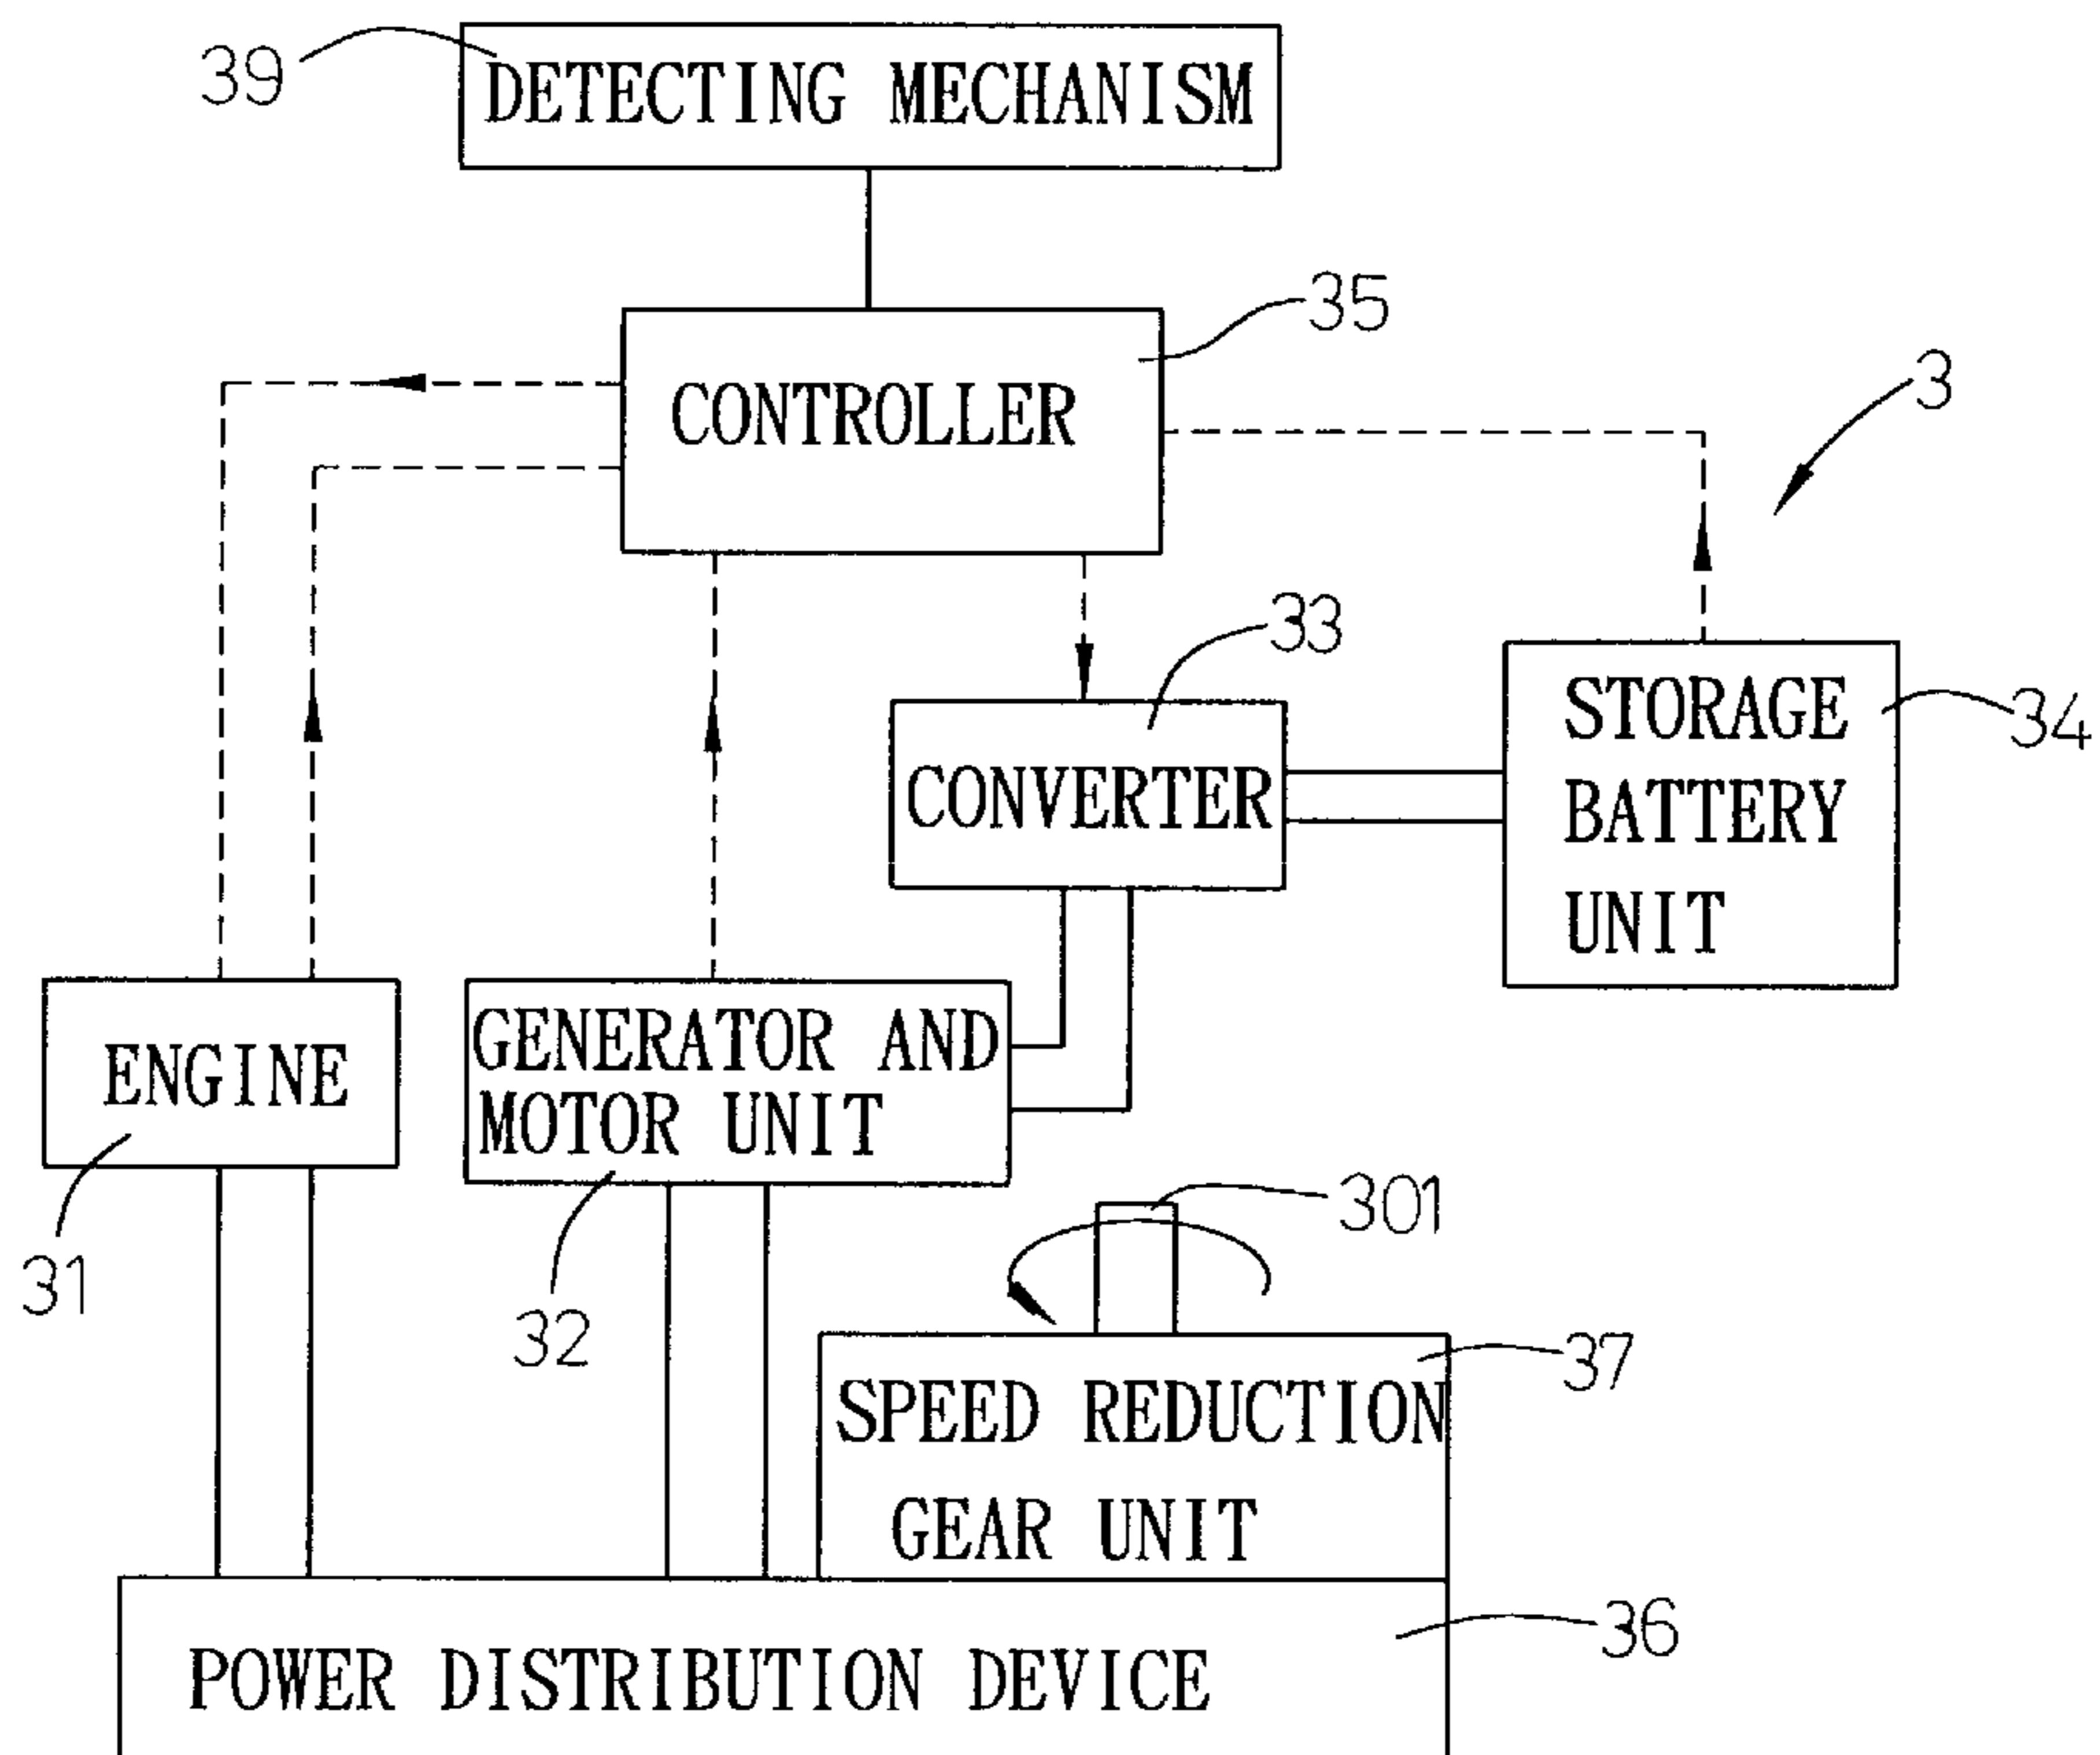 39
DETECTING MECHANISM
35
CONTROLLER
3
33
CONVERTER
STORAGE
BATTERY
UNIT
34
ENGINE
31
GENERATOR AND
MOTOR UNIT
32
301
37
SPEED REDUCTION
GEAR UNIT
36
POWER DISTRIBUTION DEVICE